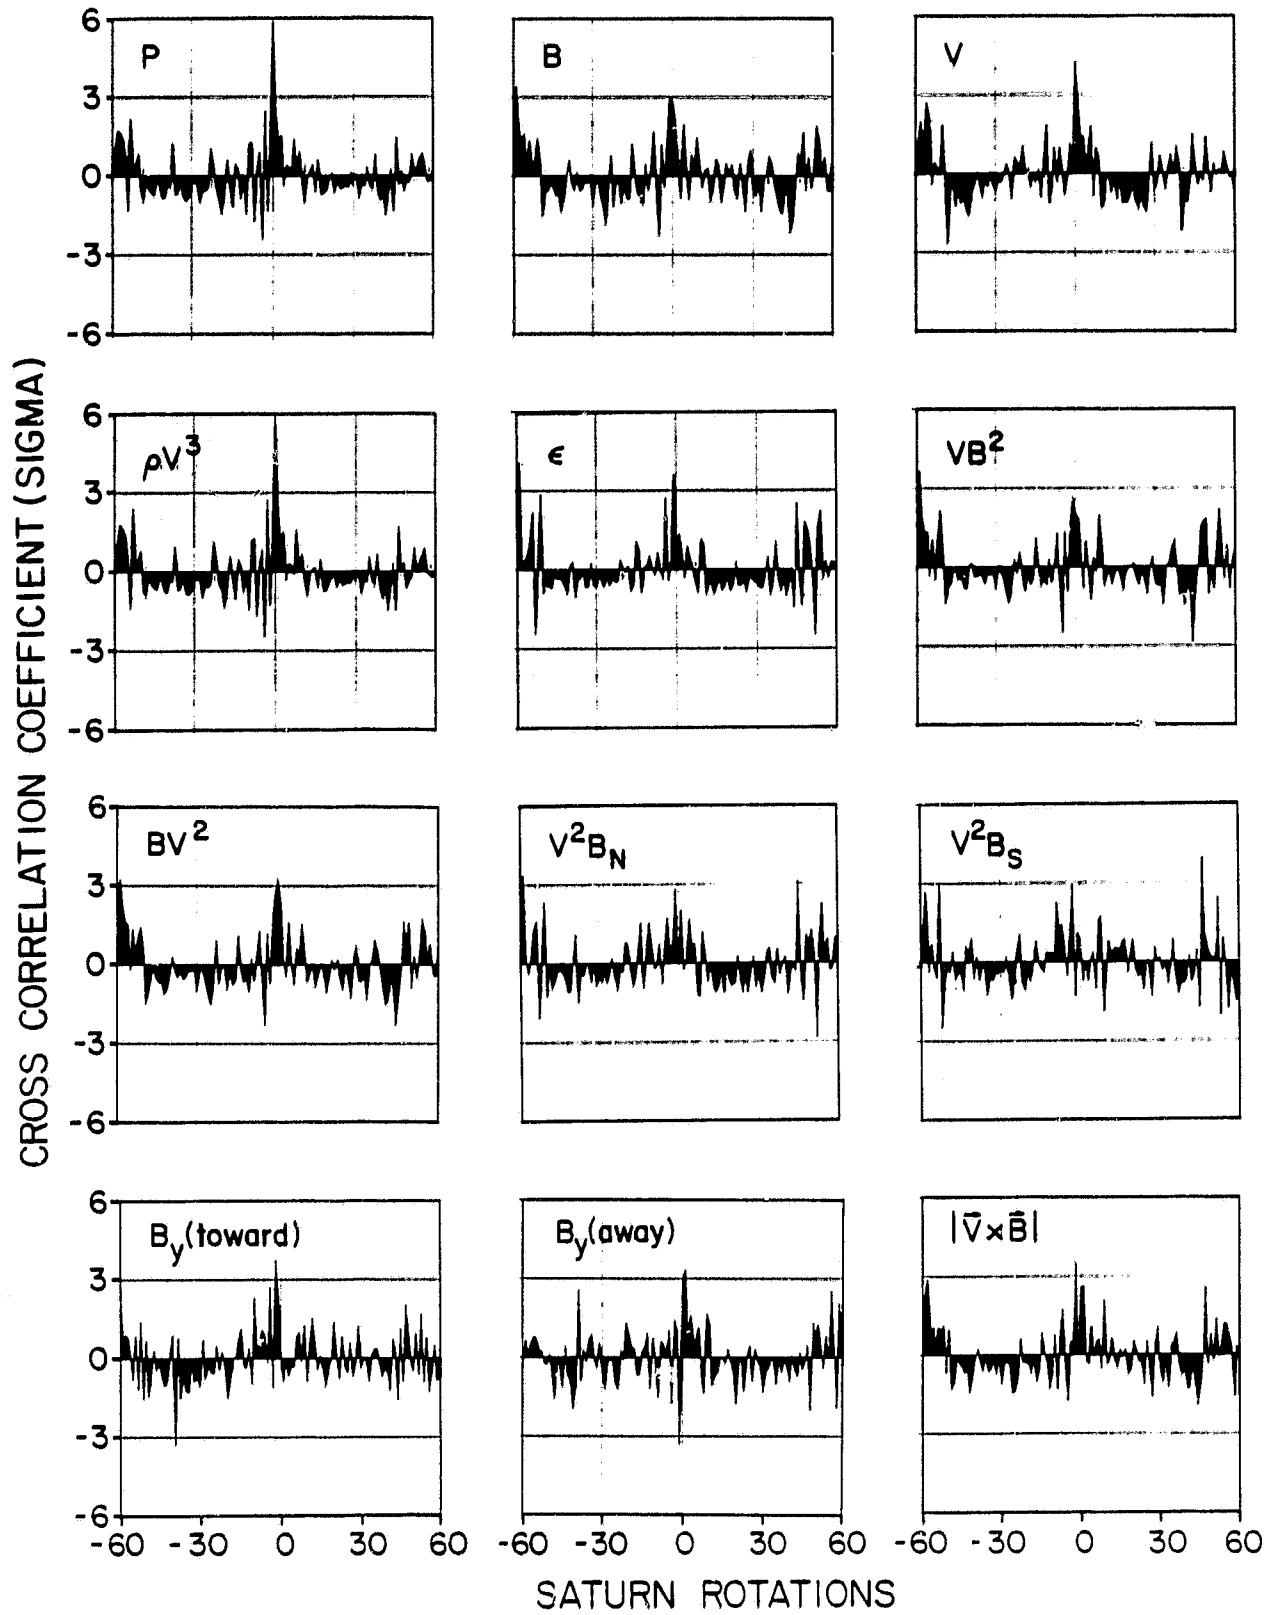 P B V
6
3
0
-3
-6
ρV³ ϵ VB²
6
3
0
-3
-6
BV² V²B_N V²B_S
6
3
0
-3
-6
B_y(toward) B_y(away) |V⃗×B⃗|
6
3
0
-3
-6
-60 -30 0 30 60 -60 -30 0 30 60 -60 -30 0 30 60
SATURN ROTATIONS
CROSS CORRELATION COEFFICIENT (SIGMA)